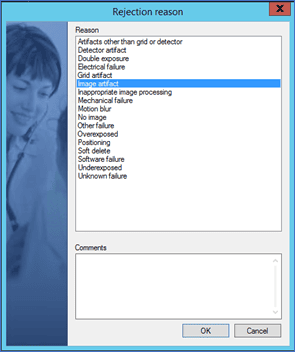 Rejection reason
Reason
Artifacts other than grid or detector
Detector artifact
Double exposure
Electrical failure
Grid artifact
Image artifact
Inappropriate image processing
Mechanical failure
Motion blur
No image
Other failure
Overexposed
Positioning
Soft delete
Software failure
Underexposed
Unknown failure
Comments
OK
Cancel